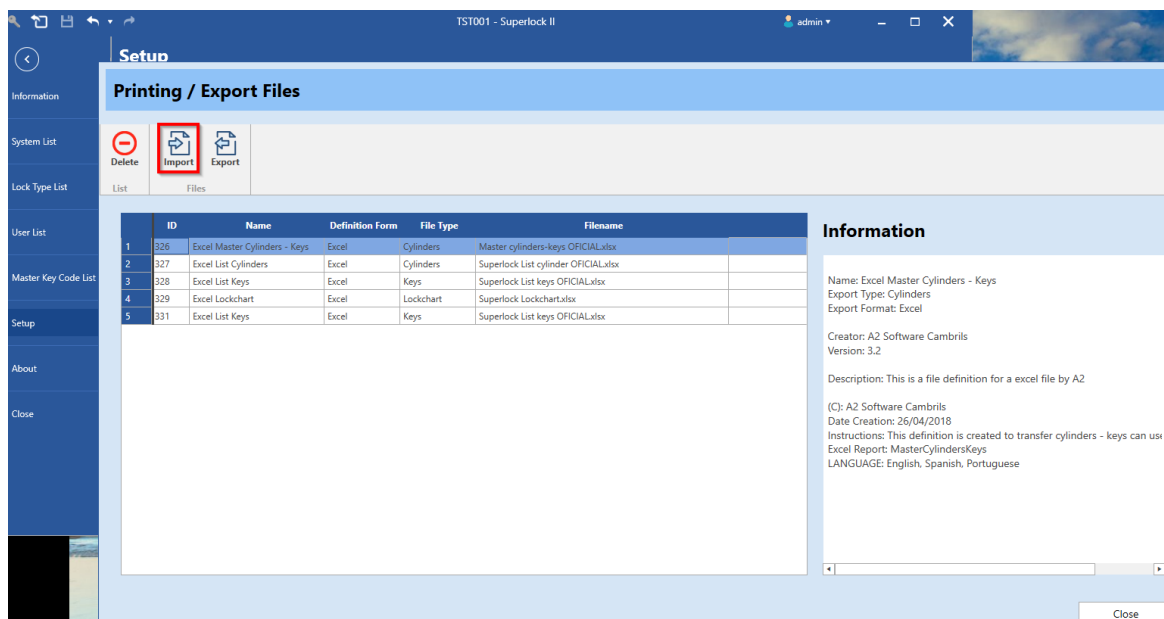 TST001 - Superlock II
admin
Setup
Information
System List
Lock Type List
User List
Master Key Code List
Setup
About
Close
Printing / Export Files
Delete
Import
Export
List
Files
ID Name Definition Form File Type Filename
1 326 Excel Master Cylinders - Keys Excel Cylinders Master cylinders-keys OFICIAL.xlsx
2 327 Excel List Cylinders Excel Cylinders Superlock List cylinder OFICIAL.xlsx
3 328 Excel List Keys Excel Keys Superlock List keys OFICIAL.xlsx
4 329 Excel Lockchart Excel Lockchart Superlock Lockchart.xlsx
5 331 Excel List Keys Excel Keys Superlock List keys OFICIAL.xlsx
Information
Name: Excel Master Cylinders - Keys
Export Type: Cylinders
Export Format: Excel
Creator: A2 Software Cambrils
Version: 3.2
Description: This is a file definition for a excel file by A2
(C): A2 Software Cambrils
Date Creation: 26/04/2018
Instructions: This definition is created to transfer cylinders - keys can use
Excel Report: MasterCylindersKeys
LANGUAGE: English, Spanish, Portuguese
Close